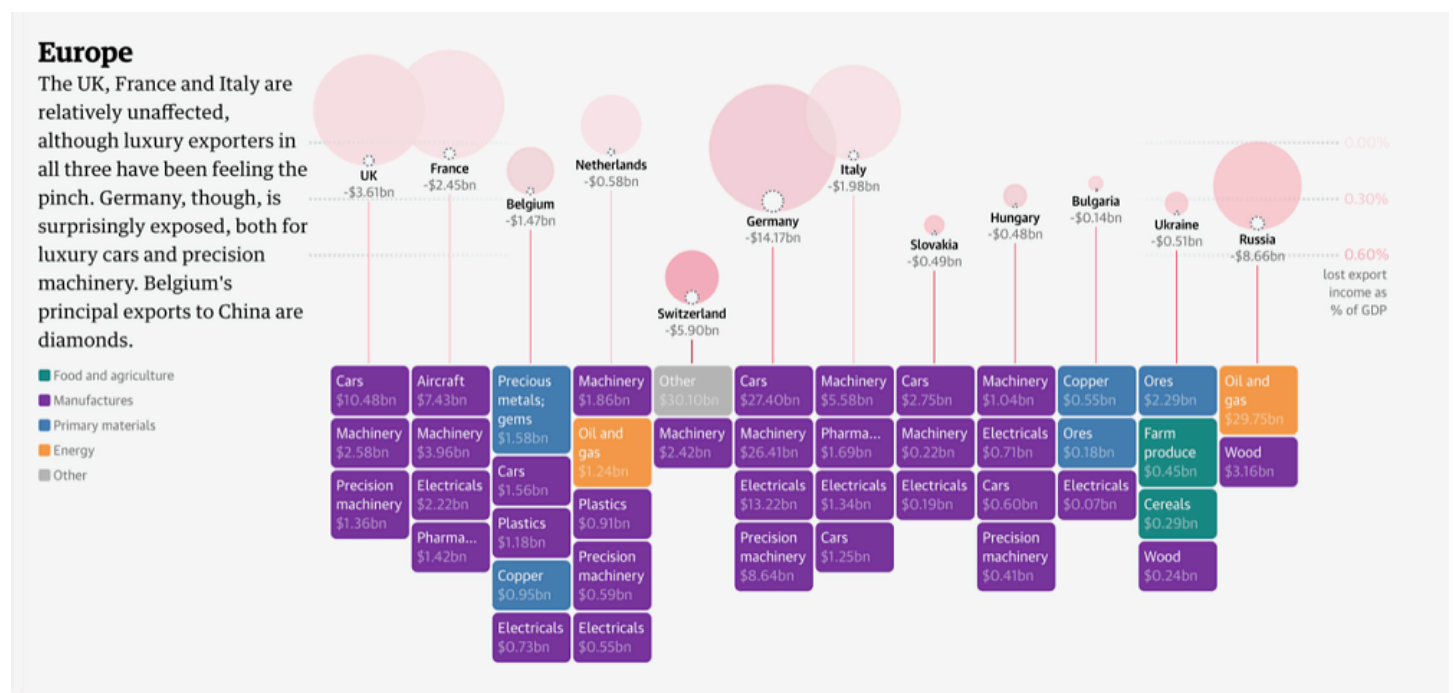 Europe
The UK, France and Italy are
relatively unaffected,
although luxury exporters in
all three have been feeling the
pinch. Germany, though, is
surprisingly exposed, both for
luxury cars and precision
machinery. Belgium's
principal exports to China are
diamonds.
Food and agriculture
Manufactures
Primary materials
Energy
Other
UK
-$3.61bn
France
-$2.45bn
Belgium
-$1.47bn
Netherlands
-$0.58bn
Switzerland
-$5.90bn
Germany
-$14.17bn
Italy
-$1.98bn
Slovakia
-$0.49bn
Hungary
-$0.48bn
Bulgaria
-$0.14bn
Ukraine
-$0.51bn
Russia
-$8.66bn
0.00%
0.30%
0.60%
lost export
income as
% of GDP
Cars
$10.48bn
Machinery
$2.58bn
Precision
machinery
$1.36bn
Aircraft
$7.43bn
Machinery
$3.96bn
Electricals
$2.22bn
Pharma...
$1.42bn
Precious
metals;
gems
$1.58bn
Cars
$1.56bn
Plastics
$1.18bn
Copper
$0.95bn
Electricals
$0.73bn
Machinery
$1.86bn
Oil and
gas
$1.24bn
Plastics
$0.91bn
Precision
machinery
$0.59bn
Electricals
$0.55bn
Other
$30.10bn
Machinery
$2.42bn
Cars
$27.40bn
Machinery
$26.41bn
Electricals
$13.22bn
Precision
machinery
$8.64bn
Machinery
$5.58bn
Pharma...
$1.69bn
Electricals
$1.34bn
Cars
$1.25bn
Cars
$2.75bn
Machinery
$0.22bn
Electricals
$0.19bn
Machinery
$1.04bn
Electricals
$0.71bn
Cars
$0.60bn
Precision
machinery
$0.41bn
Copper
$0.55bn
Ores
$0.18bn
Electricals
$0.07bn
Ores
$2.29bn
Farm
produce
$0.45bn
Cereals
$0.29bn
Wood
$0.24bn
Oil and
gas
$29.75bn
Wood
$3.16bn